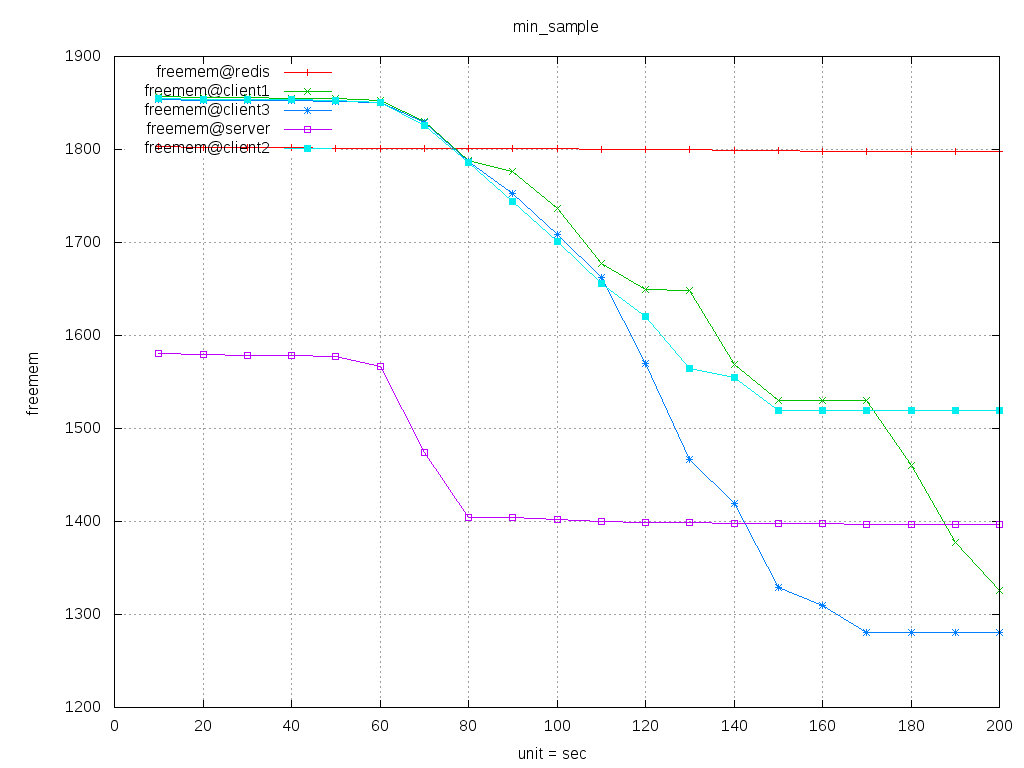 min_sample
1900
freemem@redis
freemem@client1
freemem@client3
freemem@server
freemem@client2
1800
1700
1600
freemem
1500
1400
1300
1200
0 20 40 60 80 100 120 140 160 180 200
unit = sec